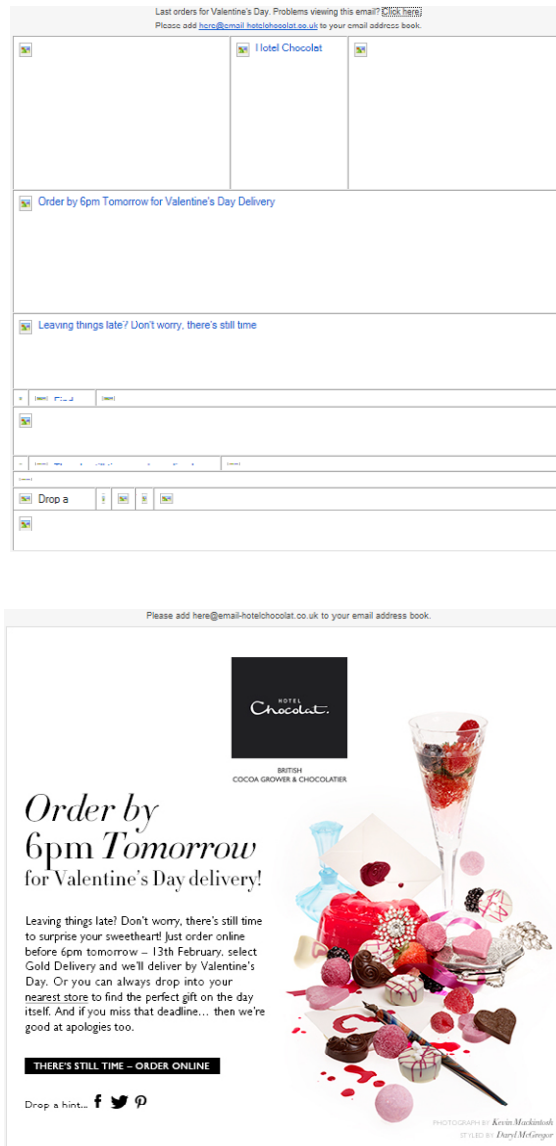 Last orders for Valentine's Day. Problems viewing this email? Click here.
Please add here@email-hotelchocolat.co.uk to your email address book.
Hotel Chocolat
Order by 6pm Tomorrow for Valentine's Day Delivery
Leaving things late? Don't worry, there's still time
Find
Drop a
Please add here@email-hotelchocolat.co.uk to your email address book.
HOTEL
Chocolat.
BRITISH
COCOA GROWER & CHOCOLATIER
Order by
6pm Tomorrow
for Valentine's Day delivery!
Leaving things late? Don't worry, there's still time
to surprise your sweetheart! Just order online
before 6pm tomorrow – 13th February, select
Gold Delivery and we'll deliver by Valentine's
Day. Or you can always drop into your
nearest store to find the perfect gift on the day
itself. And if you miss that deadline... then we're
good at apologies too.
THERE'S STILL TIME – ORDER ONLINE
Drop a hint...
PHOTOGRAPH BY Kevin Mackintosh
STYLED BY Daryl McGregor